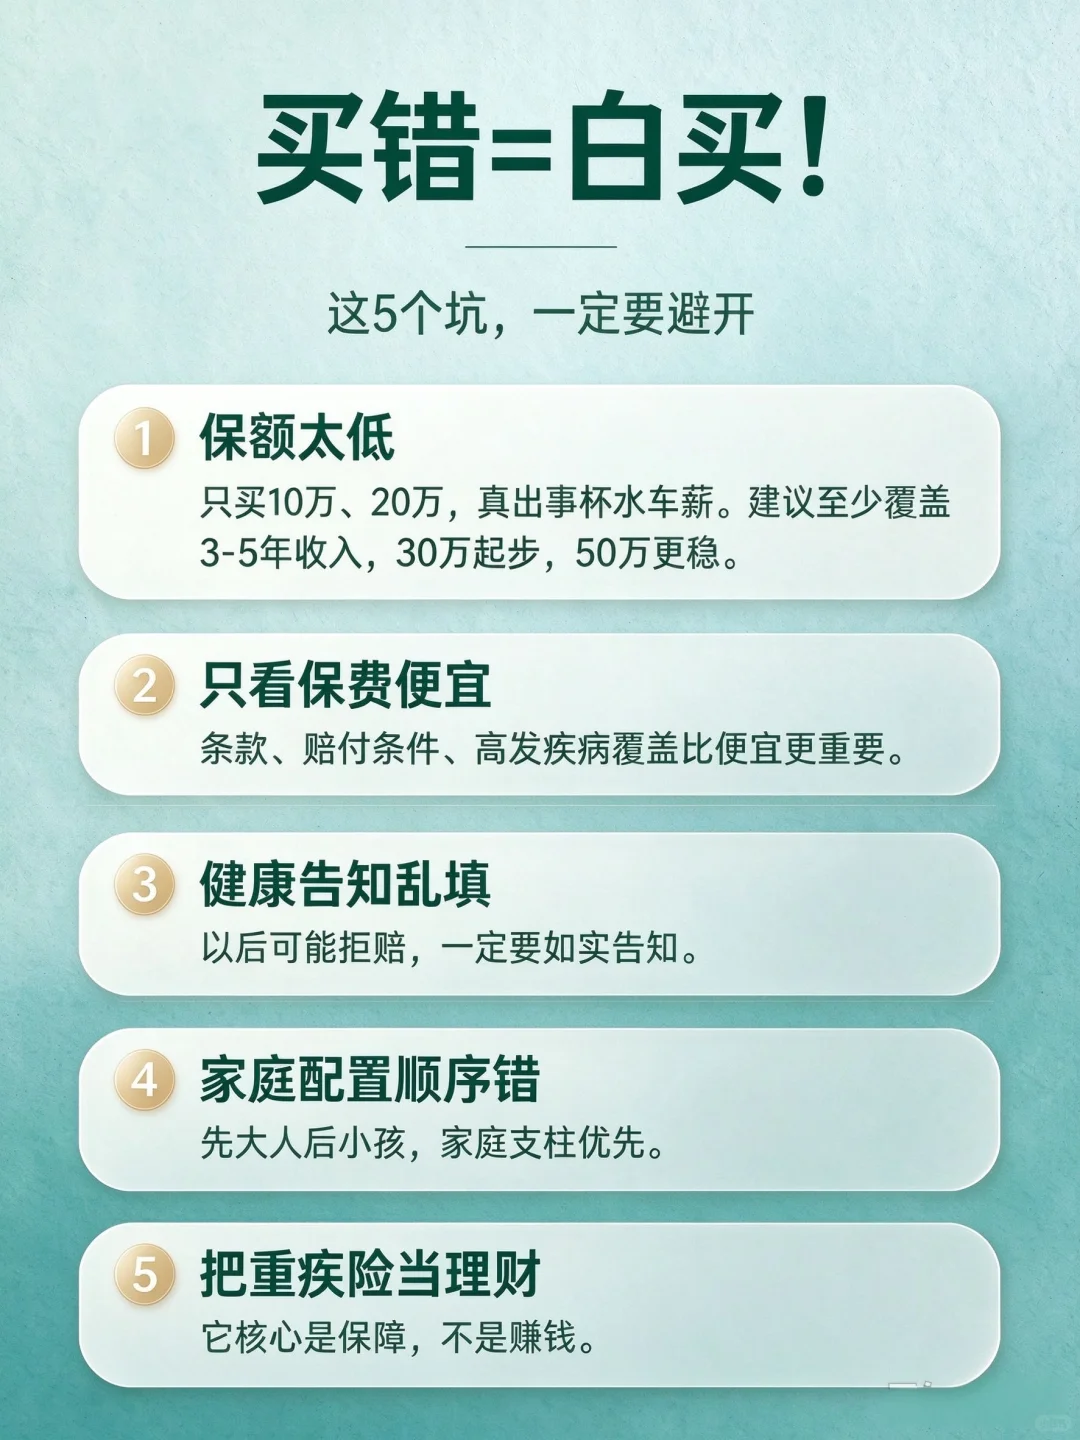 买错=白买！
这5个坑，一定要避开
1 保额太低
只买10万、20万，真出事杯水车薪。建议至少覆盖
3-5年收入，30万起步，50万更稳。
2 只看保费便宜
条款、赔付条件、高发疾病覆盖比便宜更重要。
3 健康告知乱填
以后可能拒赔，一定要如实告知。
4 家庭配置顺序错
先大人后小孩，家庭支柱优先。
5 把重疾险当理财
它核心是保障，不是赚钱。